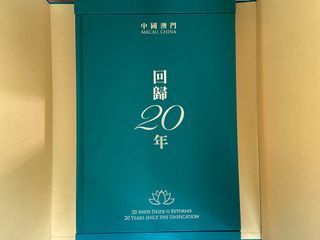 中國澳門
MACAU, CHINA
回歸
20
年
20 ANOS DESDE O RETORNO
20 YEARS SINCE THE UNIFICATION